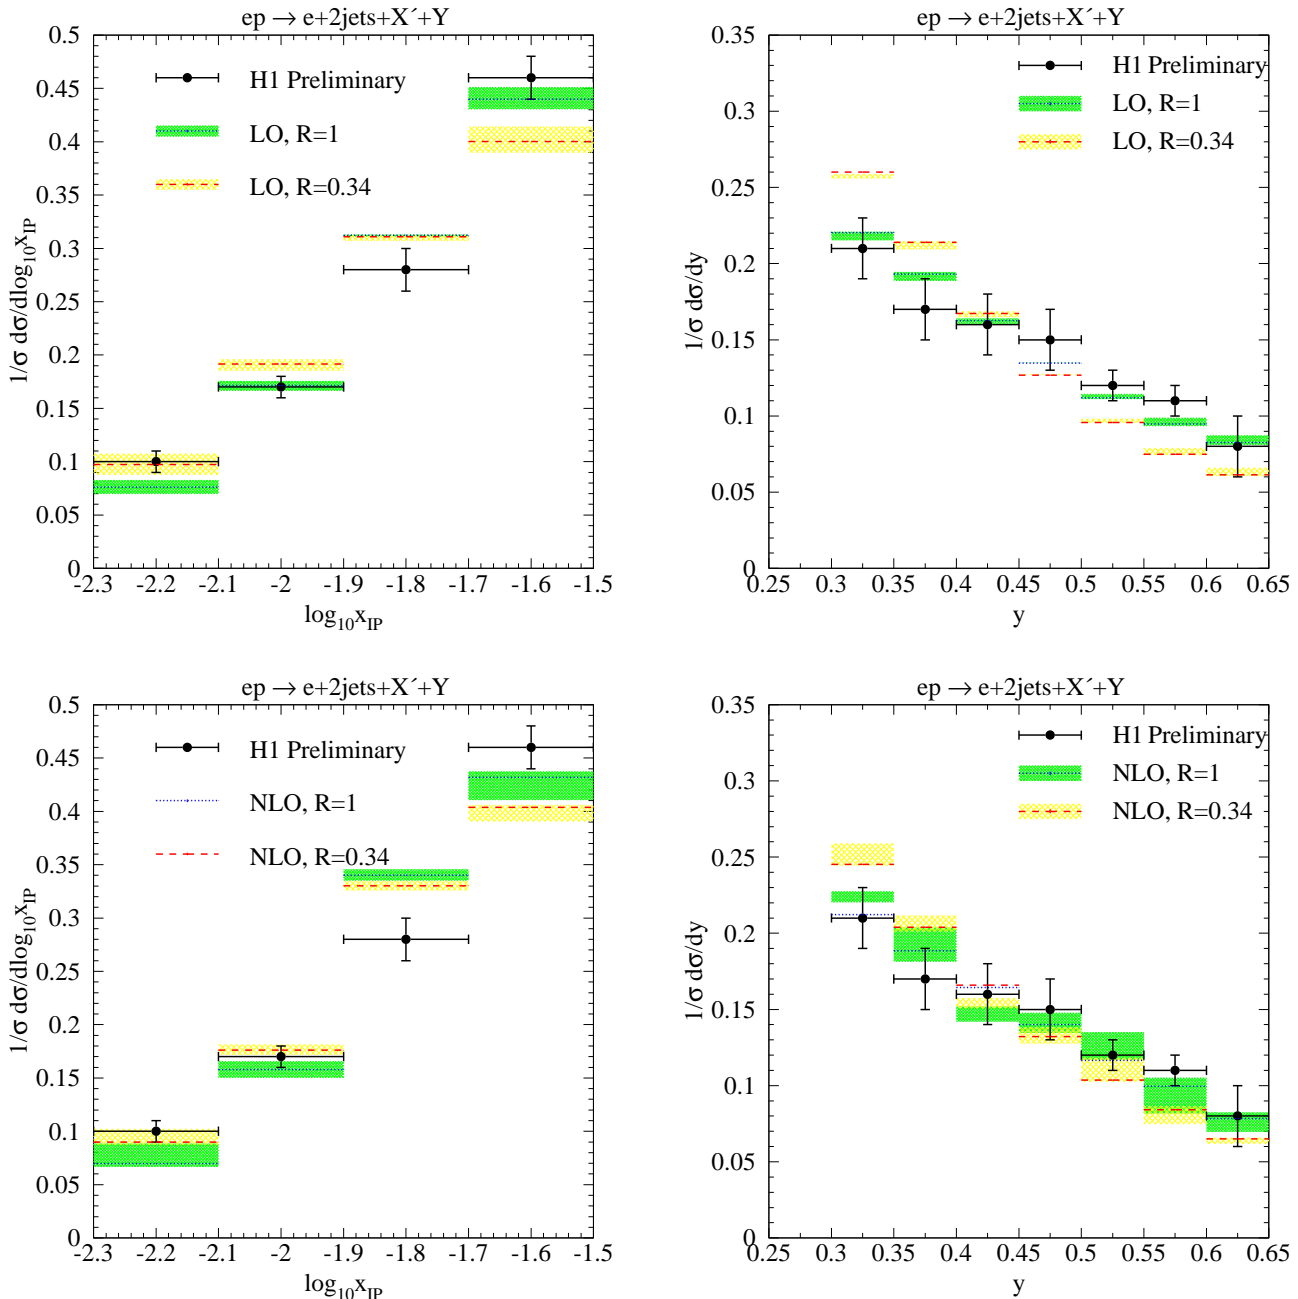 ep → e+2jets+X´+Y
0.5
0.45
0.4
0.35
0.3
0.25
0.2
0.15
0.1
0.05
0
1/σ dσ/dlog10xIP
H1 Preliminary
LO, R=1
LO, R=0.34
-2.3 -2.2 -2.1 -2 -1.9 -1.8 -1.7 -1.6 -1.5
log10xIP
ep → e+2jets+X´+Y
0.35
0.3
0.25
0.2
0.15
0.1
0.05
0
1/σ dσ/dy
H1 Preliminary
LO, R=1
LO, R=0.34
0.25 0.3 0.35 0.4 0.45 0.5 0.55 0.6 0.65
y
ep → e+2jets+X´+Y
0.5
0.45
0.4
0.35
0.3
0.25
0.2
0.15
0.1
0.05
0
1/σ dσ/dlog10xIP
H1 Preliminary
NLO, R=1
NLO, R=0.34
-2.3 -2.2 -2.1 -2 -1.9 -1.8 -1.7 -1.6 -1.5
log10xIP
ep → e+2jets+X´+Y
0.35
0.3
0.25
0.2
0.15
0.1
0.05
0
1/σ dσ/dy
H1 Preliminary
NLO, R=1
NLO, R=0.34
0.25 0.3 0.35 0.4 0.45 0.5 0.55 0.6 0.65
y